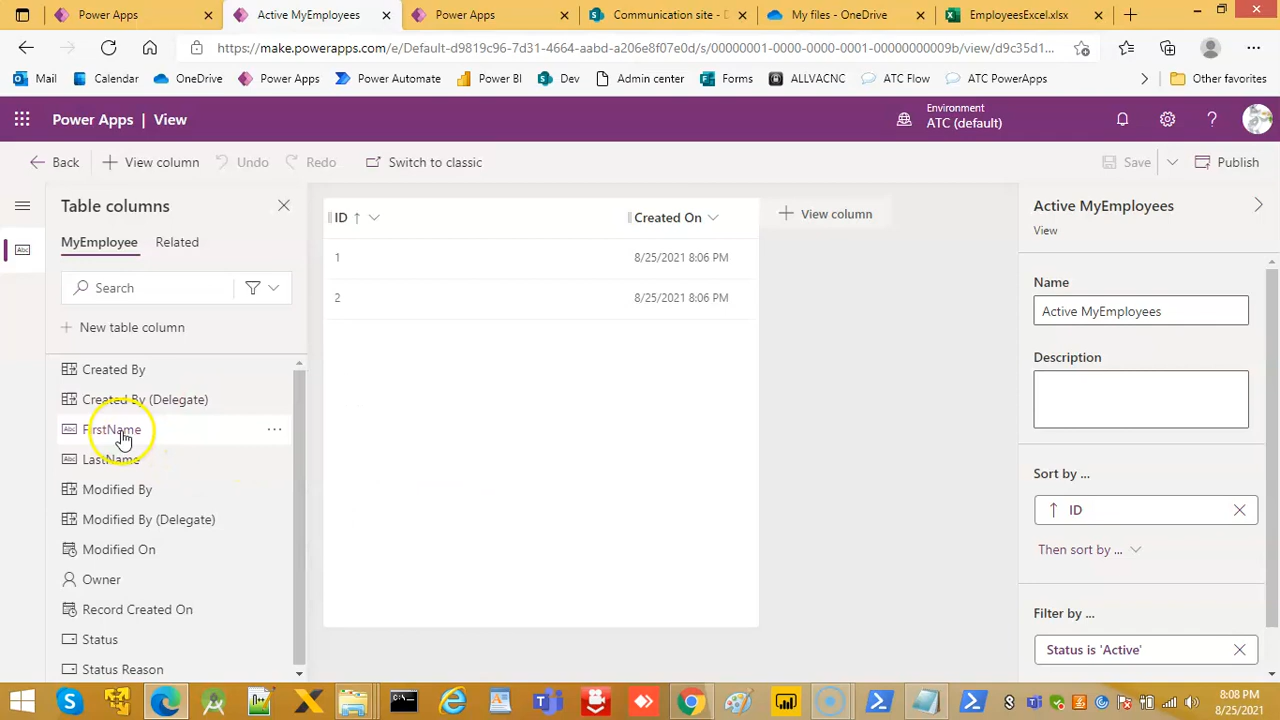 Power Apps
Active MyEmployees
Power Apps
Communication site - D
My files - OneDrive
EmployeesExcel.xlsx
https://make.powerapps.com/e/Default-d9819c96-7d31-4464-aabd-a206e8f07e0d/s/00000001-0000-0000-0001-00000000009b/view/d9c35d1...
Mail
Calendar
OneDrive
Power Apps
Power Automate
Power BI
Dev
Admin center
Forms
ALLVACNC
ATC Flow
ATC PowerApps
Other favorites
Power Apps | View
Environment
ATC (default)
Back
View column
Undo
Redo
Switch to classic
Save
Publish
Table columns
MyEmployee
Related
Search
New table column
Created By
Created By (Delegate)
FirstName
LastName
Modified By
Modified By (Delegate)
Modified On
Owner
Record Created On
Status
Status Reason
ID
Created On
View column
1
8/25/2021 8:06 PM
2
8/25/2021 8:06 PM
Active MyEmployees
View
Name
Active MyEmployees
Description
Sort by ...
ID
Then sort by ...
Filter by ...
Status is 'Active'
8:08 PM
8/25/2021